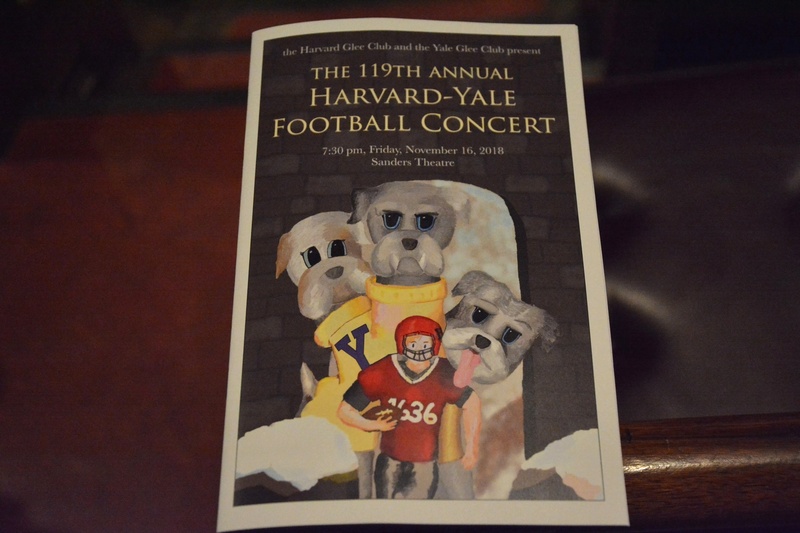 the Harvard Glee Club and the Yale Glee Club present
THE 119TH ANNUAL
HARVARD-YALE
FOOTBALL CONCERT
7:30 pm, Friday, November 16, 2018
Sanders Theatre
Y
1636